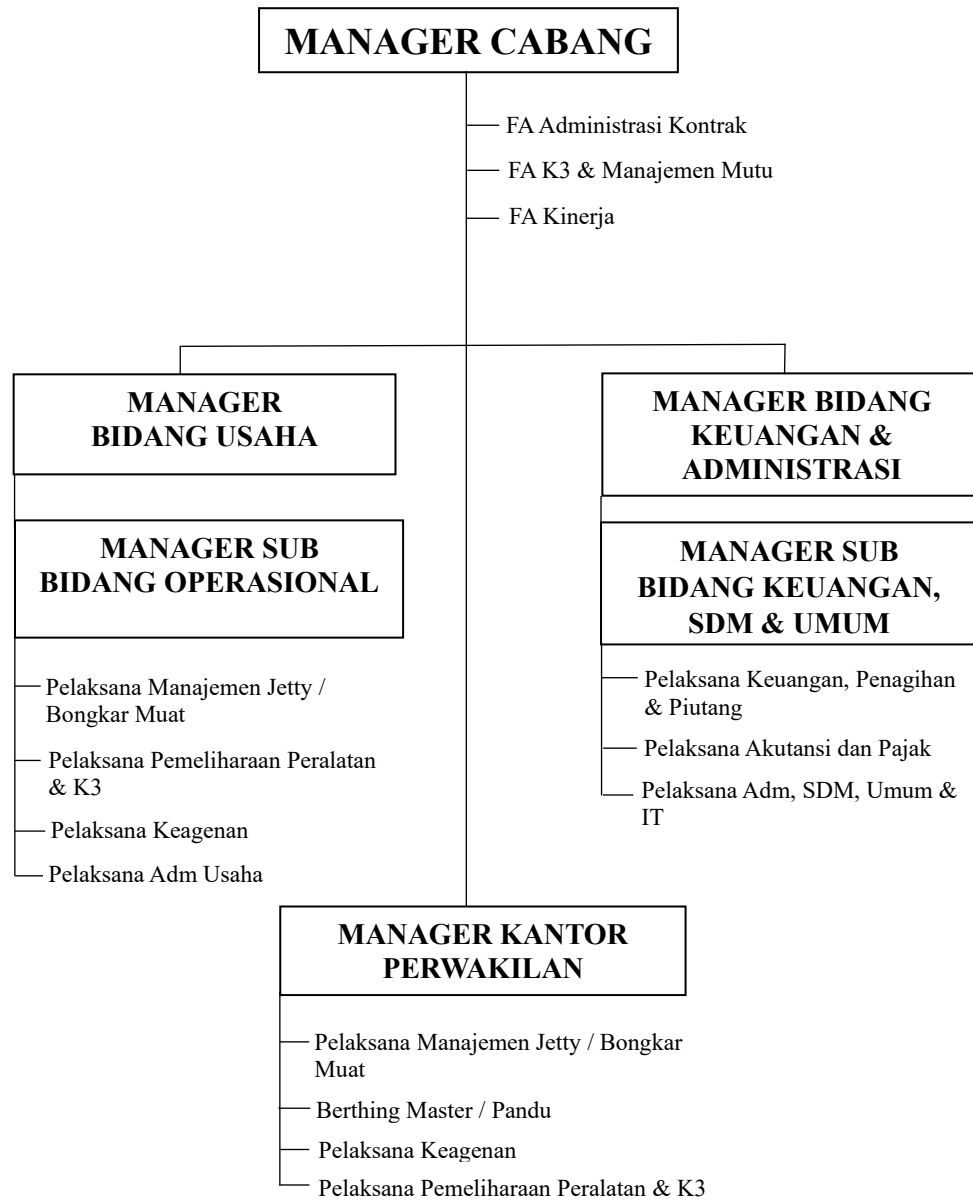 MANAGER CABANG
FA Administrasi Kontrak
FA K3 & Manajemen Mutu
FA Kinerja
MANAGER
BIDANG USAHA
MANAGER SUB
BIDANG OPERASIONAL
Pelaksana Manajemen Jetty /
Bongkar Muat
Pelaksana Pemeliharaan Peralatan
& K3
Pelaksana Keagenan
Pelaksana Adm Usaha
MANAGER BIDANG
KEUANGAN &
ADMINISTRASI
MANAGER SUB
BIDANG KEUANGAN,
SDM & UMUM
Pelaksana Keuangan, Penagihan
& Piutang
Pelaksana Akutansi dan Pajak
Pelaksana Adm, SDM, Umum &
IT
MANAGER KANTOR
PERWAKILAN
Pelaksana Manajemen Jetty / Bongkar
Muat
Berthing Master / Pandu
Pelaksana Keagenan
Pelaksana Pemeliharaan Peralatan & K3